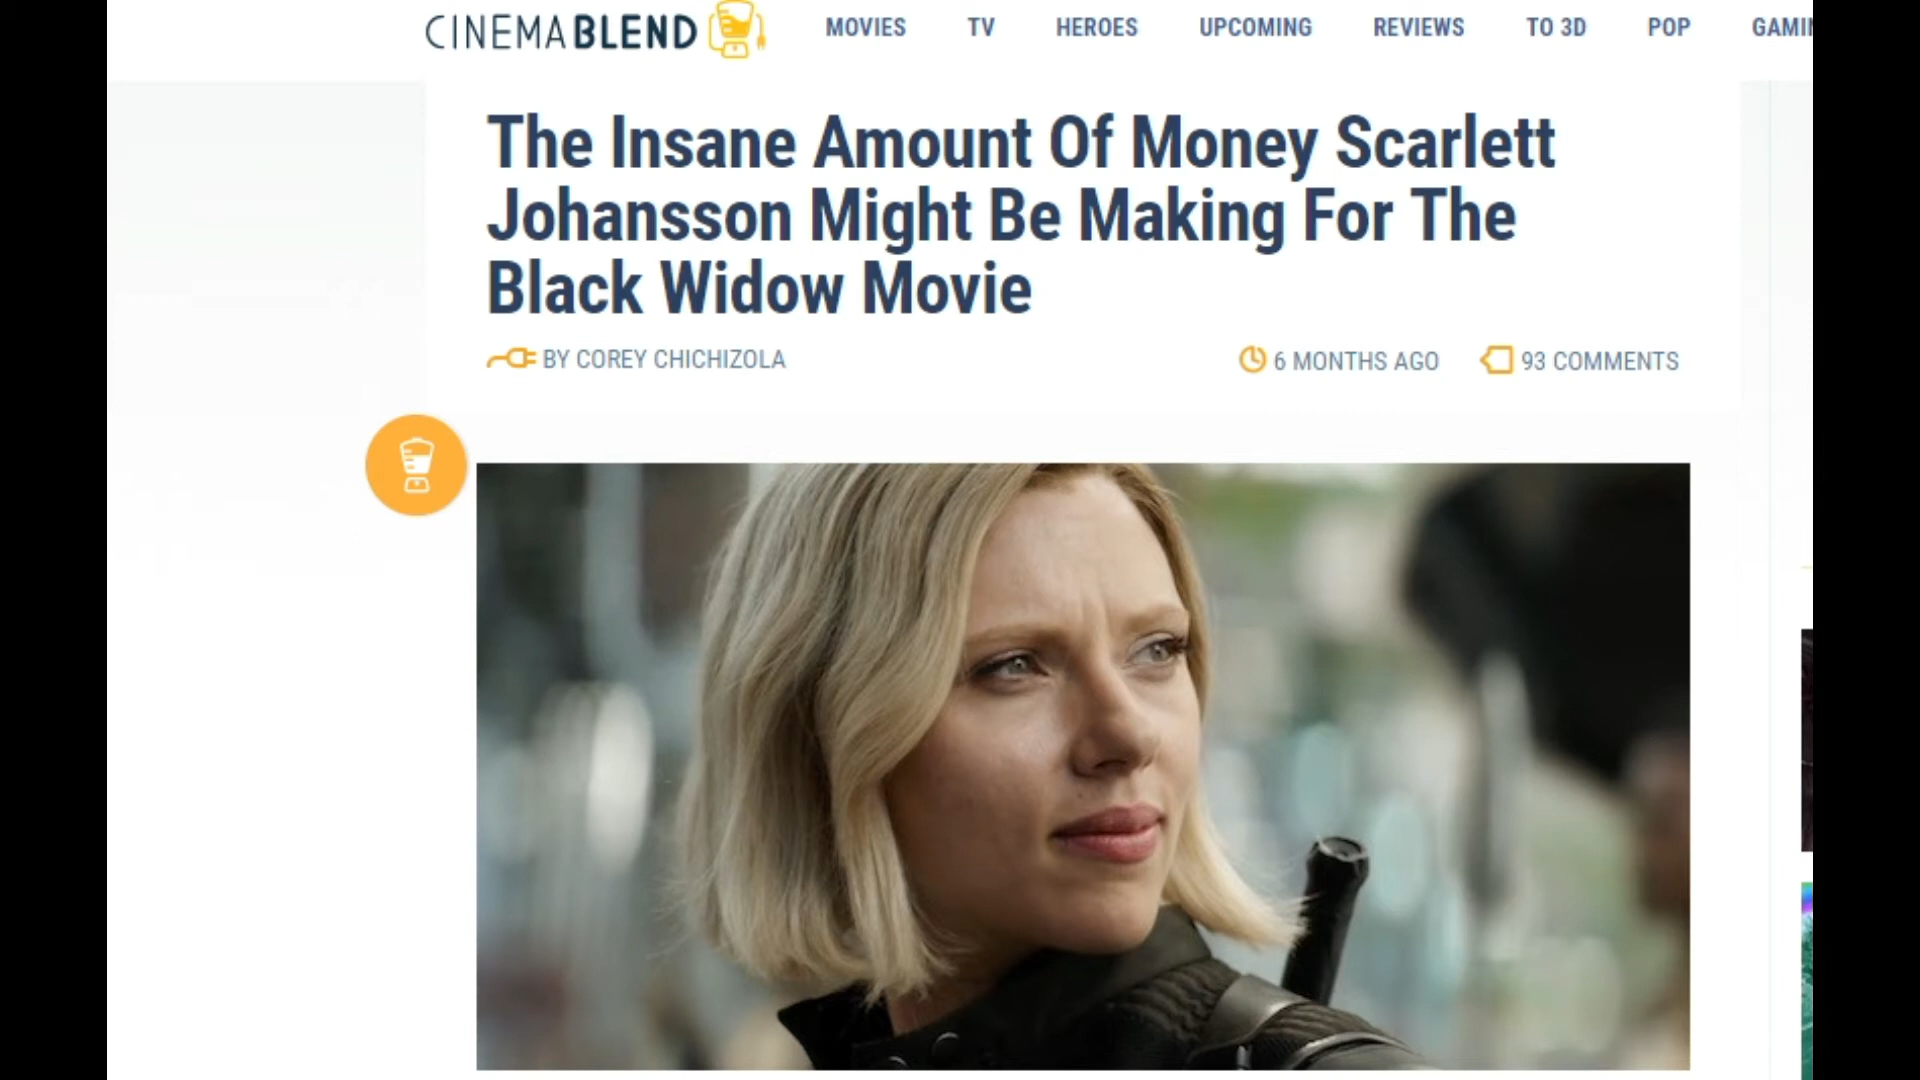 CINEMABLEND
MOVIES TV HEROES UPCOMING REVIEWS TO 3D POP
The Insane Amount Of Money Scarlett
Johansson Might Be Making For The
Black Widow Movie
BY COREY CHICHIZOLA 6 MONTHS AGO 93 COMMENTS